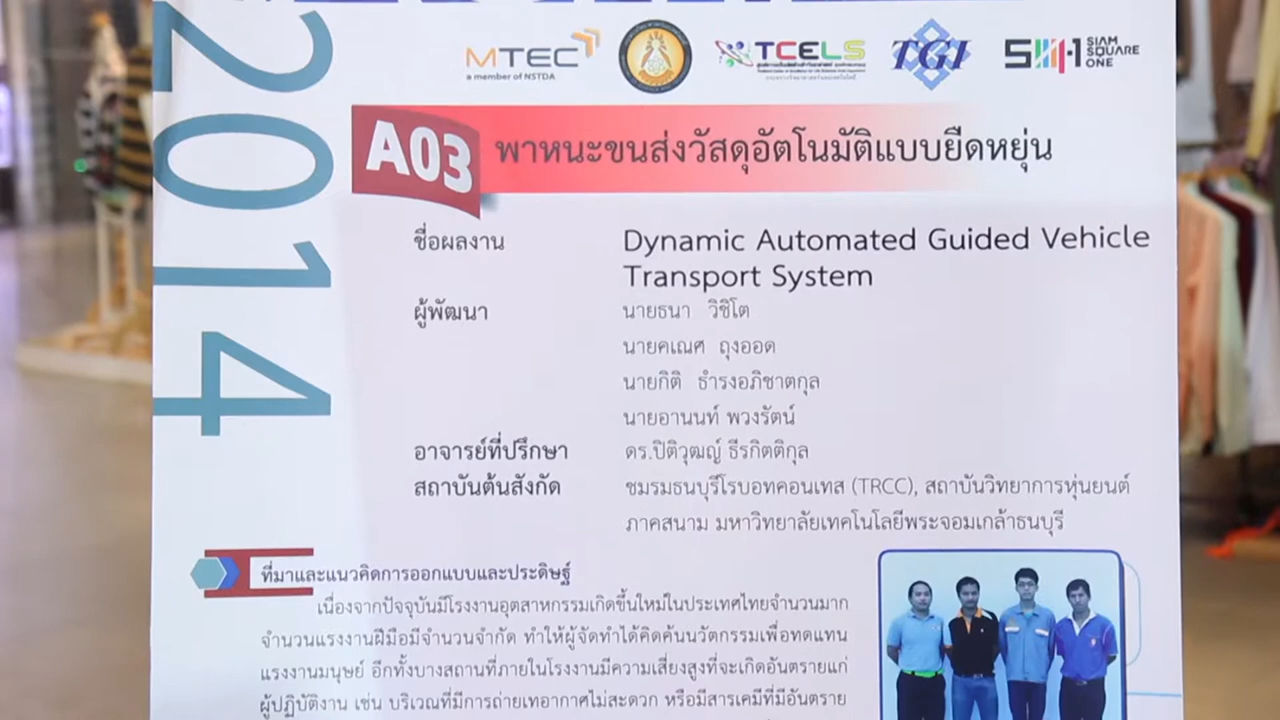 2014
MTEC
a member of NSTDA
TCELS
TGI
SQ1 SIAM SQUARE ONE
A03 พาหนะขนส่งวัสดุอัตโนมัติแบบยืดหยุ่น
ชื่อผลงาน Dynamic Automated Guided Vehicle
Transport System
ผู้พัฒนา นายธนา วิชิโต
นายคเณศ ถุงออด
นายกิติ ธำรงอภิชาตกุล
นายอานนท์ พวงรัตน์
อาจารย์ที่ปรึกษา ดร.ปิติวุฒญ์ ธีรกิตติกุล
สถาบันต้นสังกัด ชมรมธนบุรีโรบอทคอนเทส (TRCC), สถาบันวิทยาการหุ่นยนต์
ภาคสนาม มหาวิทยาลัยเทคโนโลยีพระจอมเกล้าธนบุรี
ที่มาและแนวคิดการออกแบบและประดิษฐ์
เนื่องจากปัจจุบันมีโรงงานอุตสาหกรรมเกิดขึ้นใหม่ในประเทศไทยจำนวนมาก
จำนวนแรงงานฝีมือมีจำนวนจำกัด ทำให้ผู้จัดทำได้คิดค้นนวัตกรรมเพื่อทดแทน
แรงงานมนุษย์ อีกทั้งบางสถานที่ภายในโรงงานมีความเสี่ยงสูงที่จะเกิดอันตรายแก่
ผู้ปฏิบัติงาน เช่น บริเวณที่มีการถ่ายเทอากาศไม่สะดวก หรือมีสารเคมีที่มีอันตราย